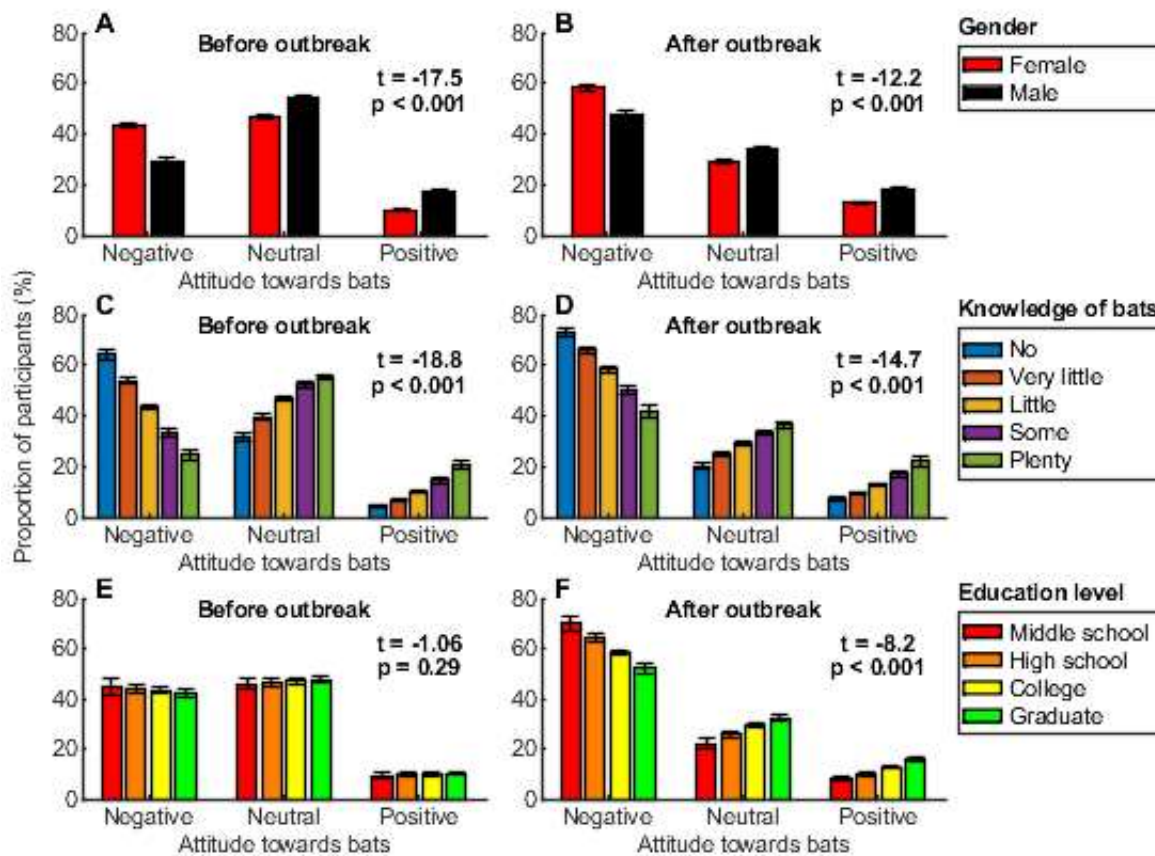 A
Before outbreak
t = -17.5
p < 0.001
80
60
40
20
0
Negative
Neutral
Positive
Attitude towards bats
B
After outbreak
t = -12.2
p < 0.001
80
60
40
20
0
Negative
Neutral
Positive
Attitude towards bats
Gender
Female
Male
Proportion of participants (%)
C
Before outbreak
t = -18.8
p < 0.001
80
60
40
20
0
Negative
Neutral
Positive
Attitude towards bats
D
After outbreak
t = -14.7
p < 0.001
80
60
40
20
0
Negative
Neutral
Positive
Attitude towards bats
Knowledge of bats
No
Very little
Little
Some
Plenty
E
Before outbreak
t = -1.06
p = 0.29
80
60
40
20
0
Negative
Neutral
Positive
Attitude towards bats
F
After outbreak
t = -8.2
p < 0.001
80
60
40
20
0
Negative
Neutral
Positive
Attitude towards bats
Education level
Middle school
High school
College
Graduate